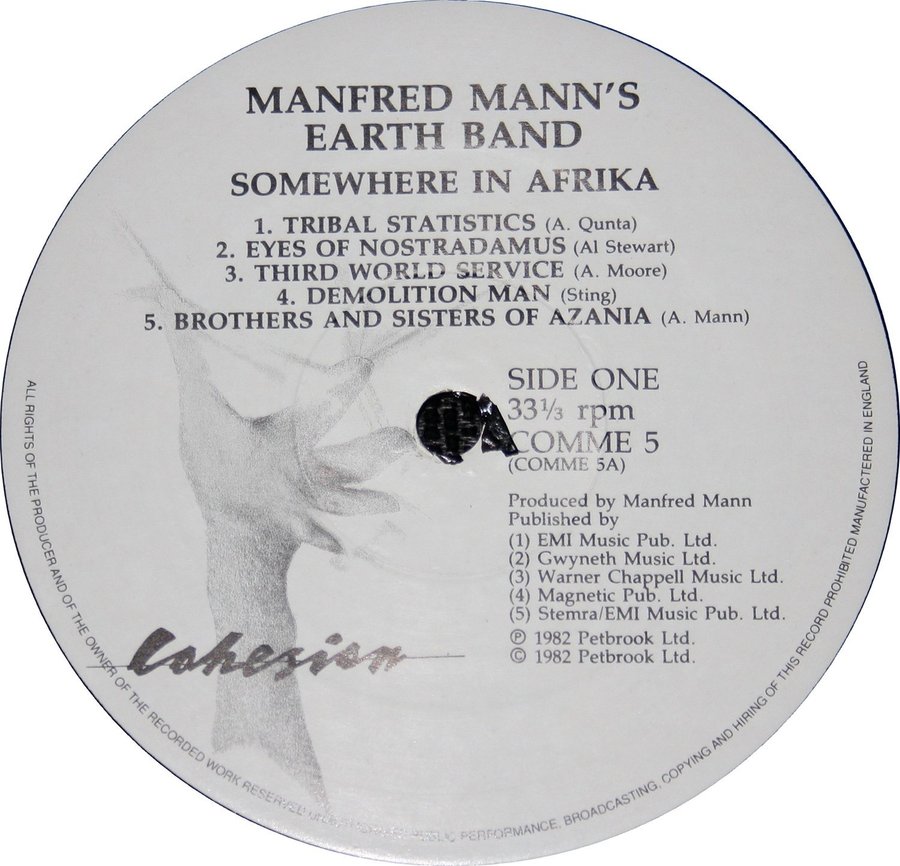 MANFRED MANN'S
EARTH BAND
SOMEWHERE IN AFRIKA
1. TRIBAL STATISTICS (A. Qunta)
2. EYES OF NOSTRADAMUS (Al Stewart)
3. THIRD WORLD SERVICE (A. Moore)
4. DEMOLITION MAN (Sting)
5. BROTHERS AND SISTERS OF AZANIA (A. Mann)
SIDE ONE
33⅓ rpm
COMME 5
(COMME 5A)
Produced by Manfred Mann
Published by
(1) EMI Music Pub. Ltd.
(2) Gwyneth Music Ltd.
(3) Warner Chappell Music Ltd.
(4) Magnetic Pub. Ltd.
(5) Stemra/EMI Music Pub. Ltd.
℗ 1982 Petbrook Ltd.
© 1982 Petbrook Ltd.
Cohesion
ALL RIGHTS OF THE PRODUCER AND OF THE OWNER OF THE RECORDED WORK RESERVED PUBLIC PERFORMANCE, BROADCASTING, COPYING AND HIRING OF THIS RECORD PROHIBITED MANUFACTURED IN ENGLAND